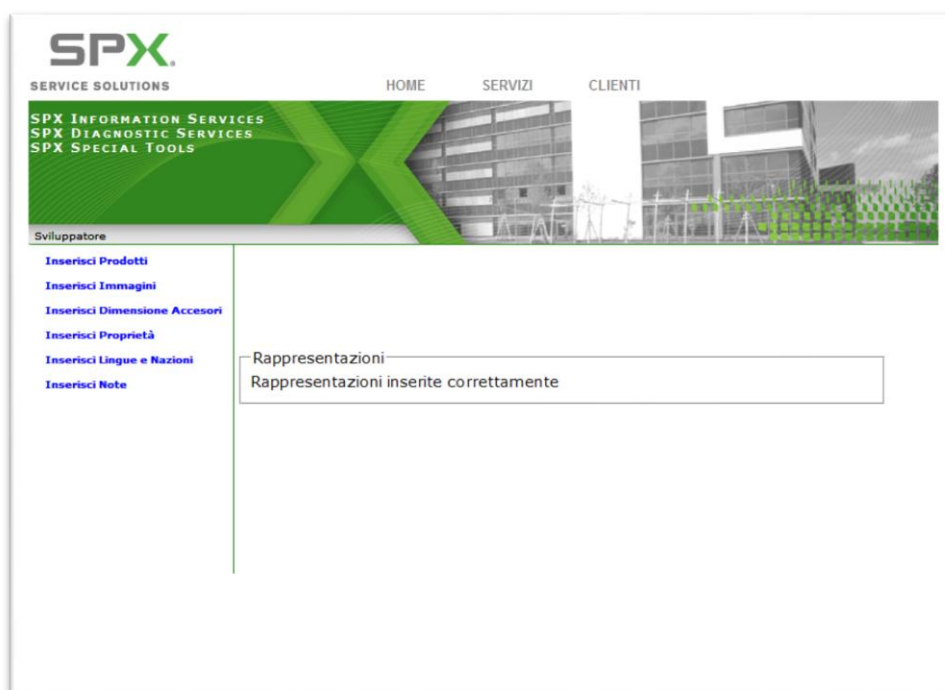 SPX.
SERVICE SOLUTIONS
HOME SERVIZI CLIENTI
SPX INFORMATION SERVICES
SPX DIAGNOSTIC SERVICES
SPX SPECIAL TOOLS
Sviluppatore
Inserisci Prodotti
Inserisci Immagini
Inserisci Dimensione Accesori
Inserisci Proprietà
Inserisci Lingue e Nazioni
Inserisci Note
Rappresentazioni
Rappresentazioni inserite correttamente